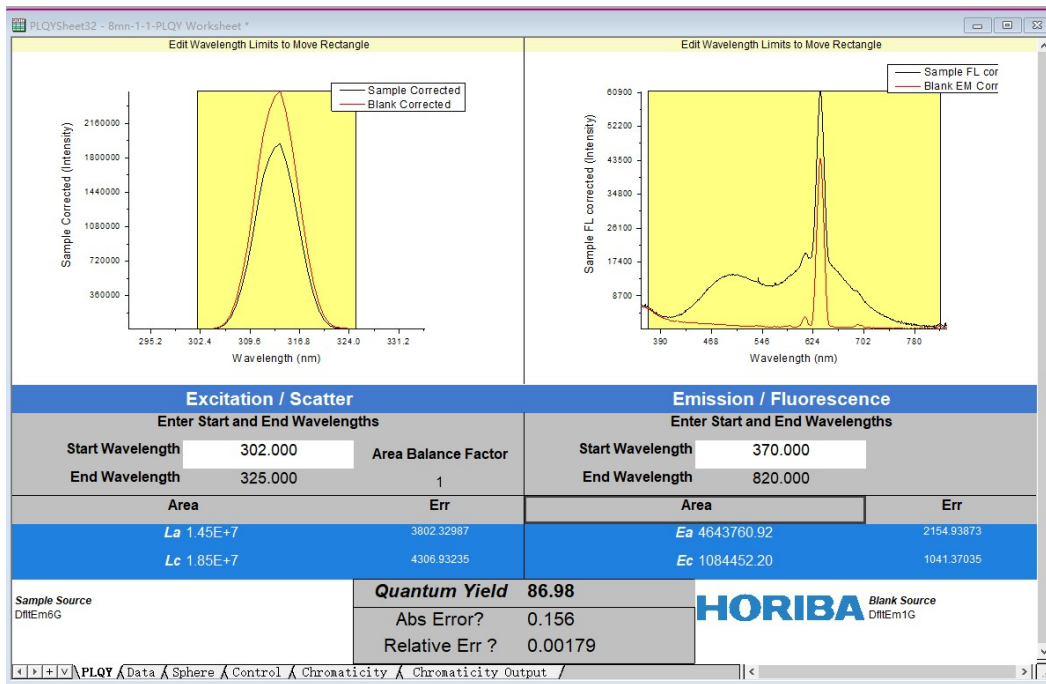 PLQYSheet32 - 8mn-1-1-PLQY Worksheet *
Edit Wavelength Limits to Move Rectangle
Sample Corrected
Blank Corrected
Sample Corrected (Intensity)
2160000
1800000
1440000
1080000
720000
360000
295.2 302.4 309.6 316.8 324.0 331.2
Wavelength (nm)
Edit Wavelength Limits to Move Rectangle
Sample FL cor
Blank EM Corr
Sample FL corrected (Intensity)
60900
52200
43500
34800
26100
17400
8700
390 468 546 624 702 780
Wavelength (nm)
Excitation / Scatter
Enter Start and End Wavelengths
Start Wavelength 302.000
Area Balance Factor
End Wavelength 325.000
1
Area Err
La 1.45E+7 3802.32987
Lc 1.85E+7 4306.93235
Emission / Fluorescence
Enter Start and End Wavelengths
Start Wavelength 370.000
End Wavelength 820.000
Area Err
Ea 4643760.92 2154.93873
Ec 1084452.20 1041.37035
Sample Source
DfltEm6G
Quantum Yield 86.98
Abs Error? 0.156
Relative Err ? 0.00179
HORIBA
Blank Source
DfltEm1G
PLQY Data Sphere Control Chromaticity Chromaticity Output